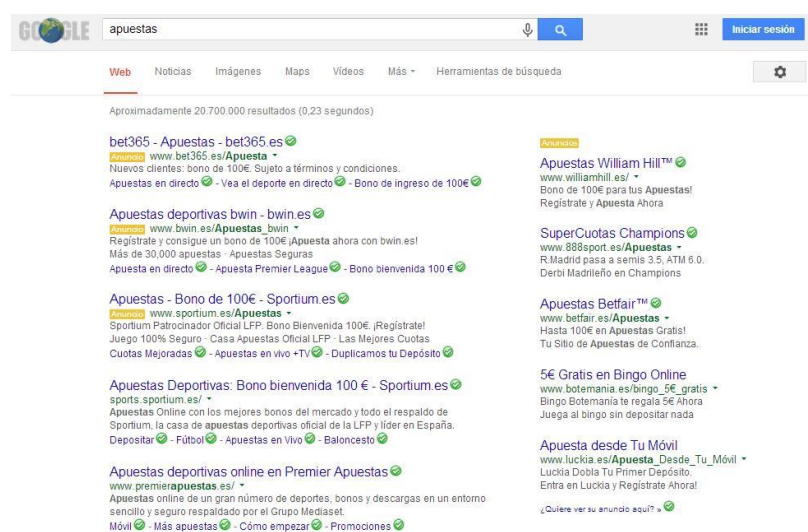 GOOGLE
apuestas
Iniciar sesión
Web Noticias Imágenes Maps Vídeos Más Herramientas de búsqueda
Aproximadamente 20.700.000 resultados (0,23 segundos)
bet365 - Apuestas - bet365.es
Anuncio www.bet365.es/Apuesta
Nuevos clientes: bono de 100€. Sujeto a términos y condiciones.
Apuestas en directo - Vea el deporte en directo - Bono de ingreso de 100€
Apuestas deportivas bwin - bwin.es
Anuncio www.bwin.es/Apuestas_bwin
Regístrate y consigue un bono de 100€ ¡Apuesta ahora con bwin.es!
Más de 30,000 apuestas · Apuestas Seguras
Apuesta en directo - Apuesta Premier League - Bono bienvenida 100 €
Apuestas - Bono de 100€ - Sportium.es
Anuncio www.sportium.es/Apuestas
Sportium Patrocinador Oficial LFP. Bono Bienvenida 100€. ¡Regístrate!
Juego 100% Seguro · Casa Apuestas Oficial LFP · Las Mejores Cuotas
Cuotas Mejoradas - Apuestas en vivo +TV - Duplicamos tu Depósito
Apuestas Deportivas: Bono bienvenida 100 € - Sportium.es
sports.sportium.es/
Apuestas Online con los mejores bonos del mercado y todo el respaldo de
Sportium, la casa de apuestas deportivas oficial de la LFP y líder en España.
Depositar - Fútbol - Apuestas en Vivo - Baloncesto
Apuestas deportivas online en Premier Apuestas
www.premierapuestas.es/
Apuestas online de un gran número de deportes, bonos y descargas en un entorno
sencillo y seguro respaldado por el Grupo Mediaset.
Móvil - Más apuestas - Cómo empezar - Promociones
Anuncios
Apuestas William Hill™
www.williamhill.es/
Bono de 100€ para tus Apuestas!
Regístrate y Apuesta Ahora
SuperCuotas Champions
www.888sport.es/Apuestas
R.Madrid pasa a semis 3.5, ATM 6.0.
Derbi Madrileño en Champions
Apuestas Betfair™
www.betfair.es/Apuestas
Hasta 100€ en Apuestas Gratis!
Tu Sitio de Apuestas de Confianza.
5€ Gratis en Bingo Online
www.botemania.es/bingo_5€_gratis
Bingo Botemanía te regala 5€ Ahora
Juega al bingo sin depositar nada
Apuesta desde Tu Móvil
www.luckia.es/Apuesta_Desde_Tu_Móvil
Luckia Dobla Tu Primer Depósito.
Entra en Luckia y Regístrate Ahora!
¿Quiere ver su anuncio aquí? »